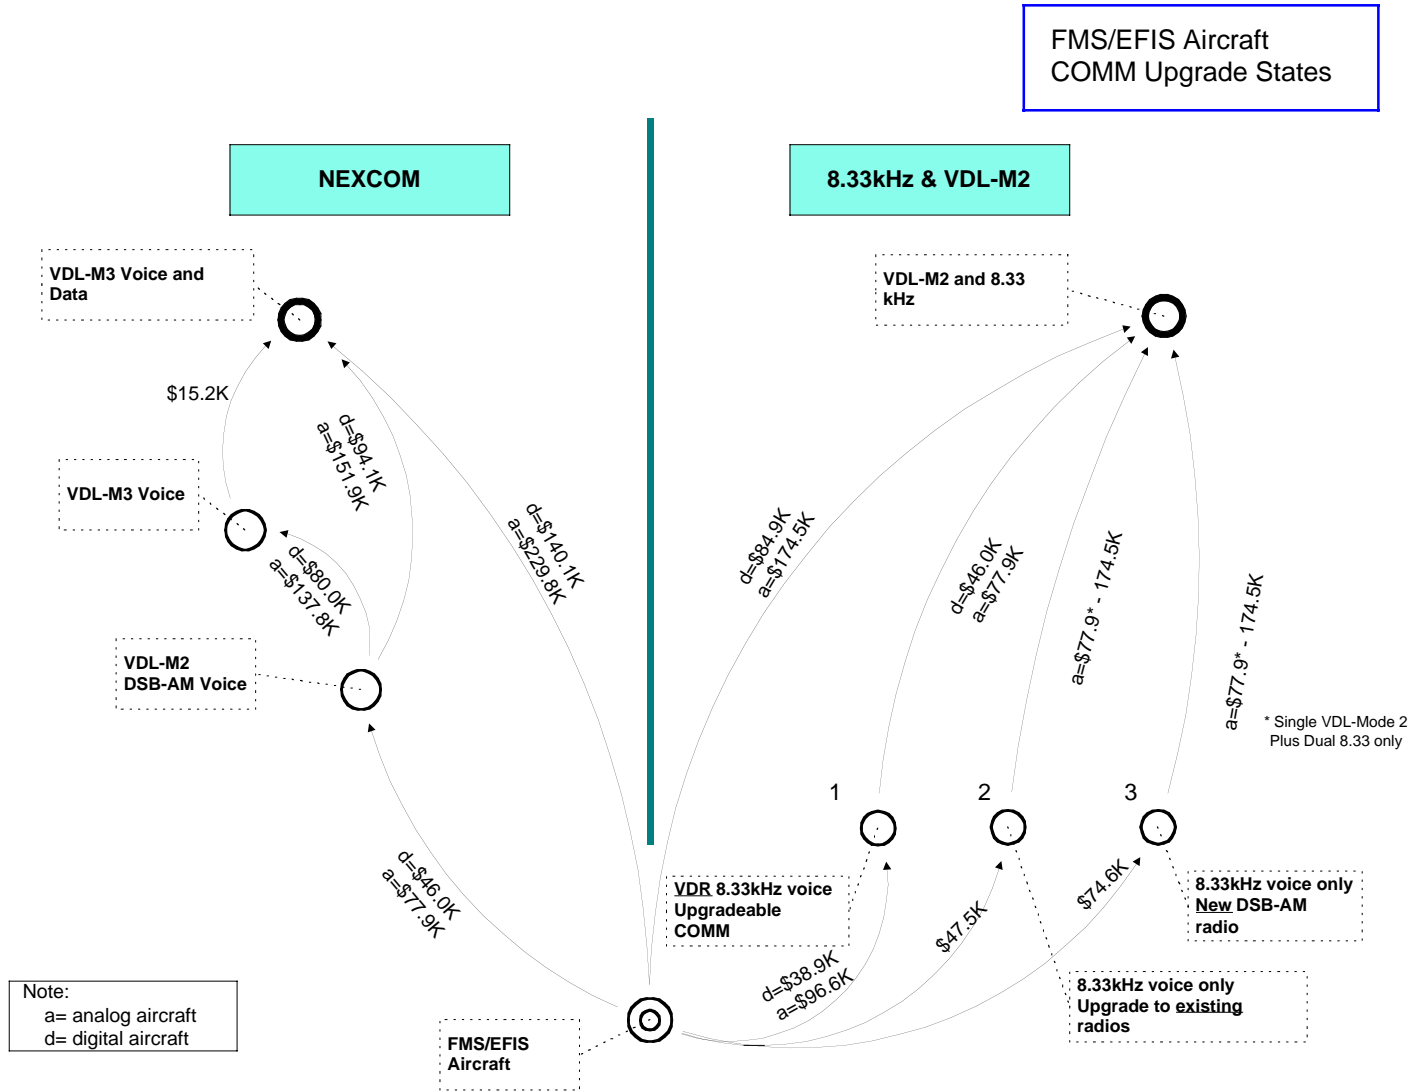 FMS/EFIS Aircraft
COMM Upgrade States
NEXCOM
8.33kHz & VDL-M2
VDL-M3 Voice and
Data
VDL-M2 and 8.33
kHz
$15.2K
d=$94.1K
a=$151.9K
VDL-M3 Voice
d=$80.0K
a=$137.8K
d=$140.1K
a=$229.8K
d=$84.9K
a=$174.5K
d=$46.0K
a=$77.9K
a=$77.9* - 174.5K
a=$77.9* - 174.5K
VDL-M2
DSB-AM Voice
* Single VDL-Mode 2
Plus Dual 8.33 only
1
2
3
d=$46.0K
a=$77.9K
VDR 8.33kHz voice
Upgradeable
COMM
$47.5K
$74.6K
8.33kHz voice only
New DSB-AM
radio
d=$38.9K
a=$96.6K
8.33kHz voice only
Upgrade to existing
radios
Note:
a= analog aircraft
d= digital aircraft
FMS/EFIS
Aircraft